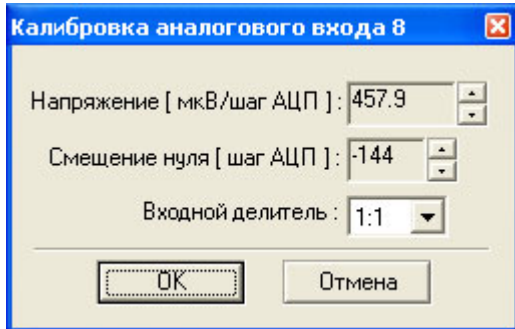 Калибровка аналогового входа 8
Напряжение [ мкВ/шаг АЦП ] : 457.9
Смещение нуля [ шаг АЦП ] : -144
Входной делитель : 1:1
OK Отмена